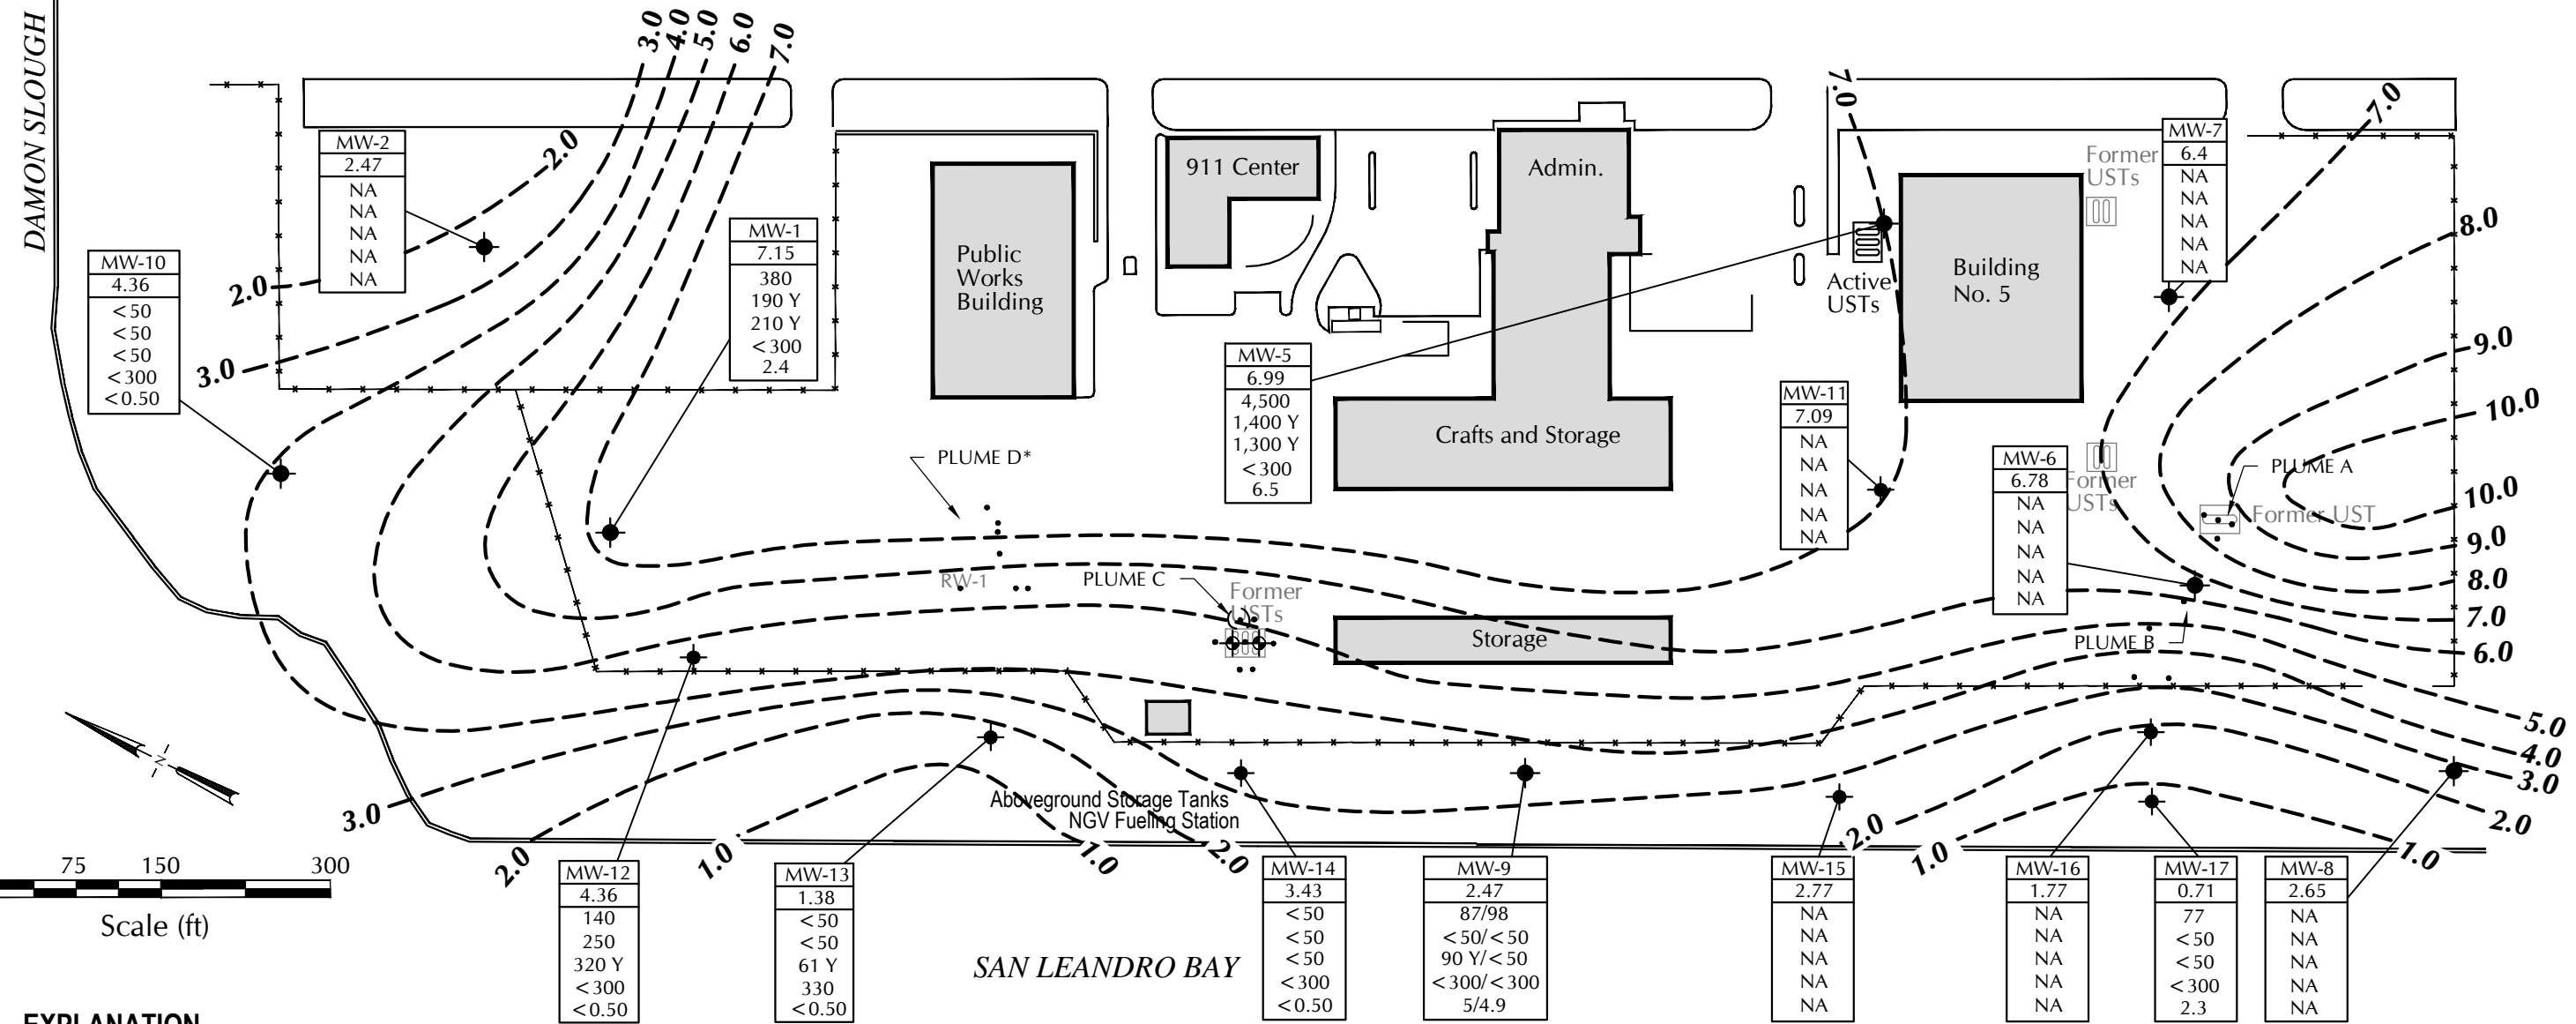 DAMON SLOUGH
3.0
4.0
5.0
6.0
7.0
7.0
7.0
MW-2
2.47
NA
NA
NA
NA
NA
2.0
2.0
3.0
MW-10
4.36
<50
<50
<50
<300
<0.50
MW-1
7.15
380
190 Y
210 Y
<300
2.4
Public
Works
Building
911 Center
Admin.
Crafts and Storage
MW-5
6.99
4,500
1,400 Y
1,300 Y
<300
6.5
Active
USTs
Building
No. 5
Former
USTs
MW-7
6.4
NA
NA
NA
NA
NA
8.0
9.0
10.0
10.0
9.0
8.0
7.0
6.0
5.0
4.0
3.0
2.0
MW-11
7.09
NA
NA
NA
NA
NA
MW-6
6.78
NA
NA
NA
NA
NA
Former
USTs
PLUME A
Former UST
PLUME B
PLUME D*
RW-1
PLUME C
Former
USTs
Storage
N
3.0
2.0
1.0
Aboveground Storage Tanks
NGV Fueling Station
1.0
2.0
2.0
1.0
1.0
75 150 300
Scale (ft)
MW-12
4.36
140
250
320 Y
<300
<0.50
MW-13
1.38
<50
<50
61 Y
330
<0.50
SAN LEANDRO BAY
MW-14
3.43
<50
<50
<50
<300
<0.50
MW-9
2.47
87/98
<50/<50
90 Y/<50
<300/<300
5/4.9
MW-15
2.77
NA
NA
NA
NA
NA
MW-16
1.77
NA
NA
NA
NA
NA
MW-17
0.71
77
<50
<50
<300
2.3
MW-8
2.65
NA
NA
NA
NA
NA
EXPLANATION